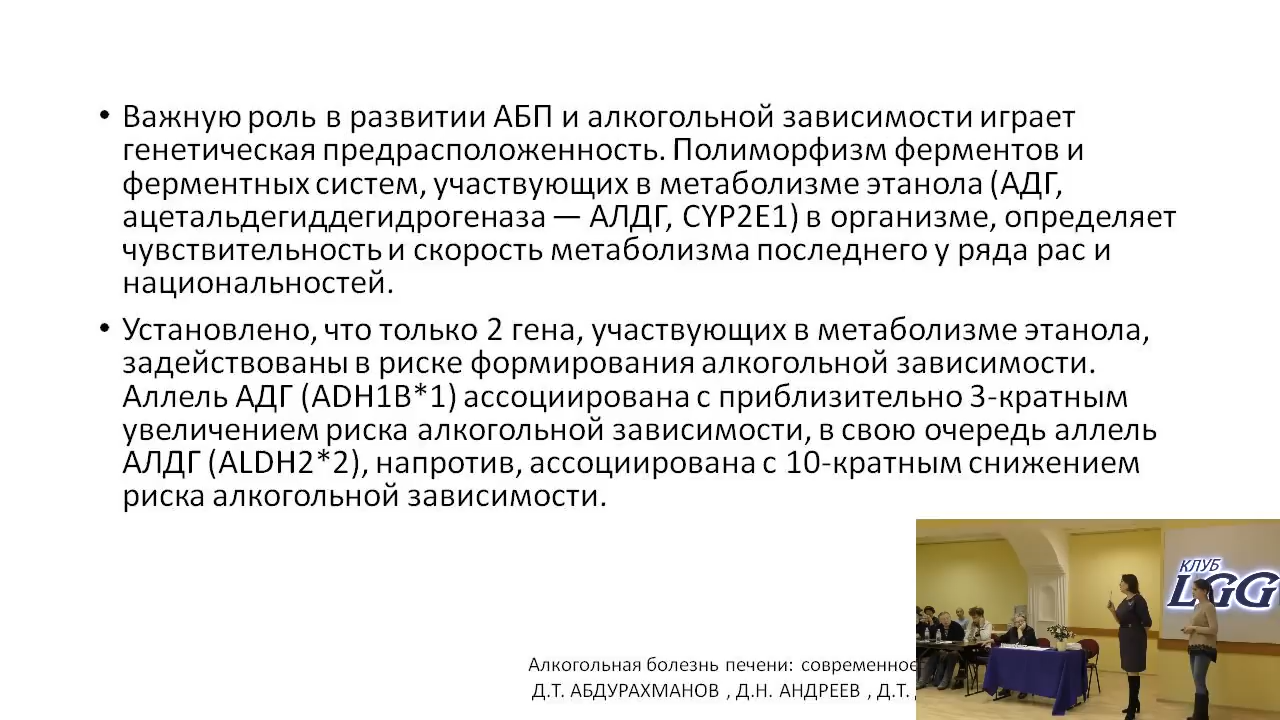 • Важную роль в развитии АБП и алкогольной зависимости играет
генетическая предрасположенность. Полиморфизм ферментов и
ферментных систем, участвующих в метаболизме этанола (АДГ,
ацетальдегиддегидрогеназа — АЛДГ, CYP2E1) в организме, определяет
чувствительность и скорость метаболизма последнего у ряда рас и
национальностей.
• Установлено, что только 2 гена, участвующих в метаболизме этанола,
задействованы в риске формирования алкогольной зависимости.
Аллель АДГ (ADH1B*1) ассоциирована с приблизительно 3-кратным
увеличением риска алкогольной зависимости, в свою очередь аллель
АЛДГ (ALDH2*2), напротив, ассоциирована с 10-кратным снижением
риска алкогольной зависимости.
КЛУБ
LGG
Алкогольная болезнь печени: современное
Д.Т. АБДУРАХМАНОВ , Д.Н. АНДРЕЕВ , Д.Т.